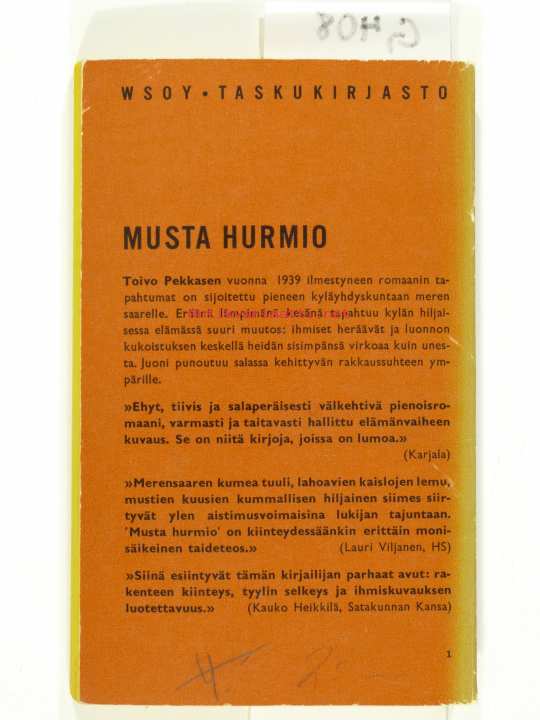 G408
WSOY • TASKUKIRJASTO
MUSTA HURMIO
Toivo Pekkasen vuonna 1939 ilmestyneen romaanin ta-
pahtumat on sijoitettu pieneen kyläyhdyskuntaan meren
saarelle. Eräänä lämpimänä kesänä tapahtuu kylän hiljai-
sessa elämässä suuri muutos: ihmiset heräävät ja luonnon
kukoistuksen keskellä heidän sisimpänsä virkoaa kuin unes-
ta. Juoni punoutuu salassa kehittyvän rakkaussuhteen ym-
pärille.
»Ehyt, tiivis ja salaperäisesti välkehtivä pienoisro-
maani, varmasti ja taitavasti hallittu elämänvaiheen
kuvaus. Se on niitä kirjoja, joissa on lumoa.»
(Karjala)
»Merensaaren kumea tuuli, lahoavien kaislojen lemu,
mustien kuusien kummallisen hiljainen siimes siir-
tyvät ylen aistimusvoimaisina lukijan tajuntaan.
'Musta hurmio' on kiinteydessäänkin erittäin moni-
säikeinen taideteos.» (Lauri Viljanen, HS)
»Siinä esiintyvät tämän kirjailijan parhaat avut: ra-
kenteen kiinteys, tyylin selkeys ja ihmiskuvauksen
luotettavuus.» (Kauko Heikkilä, Satakunnan Kansa)
1